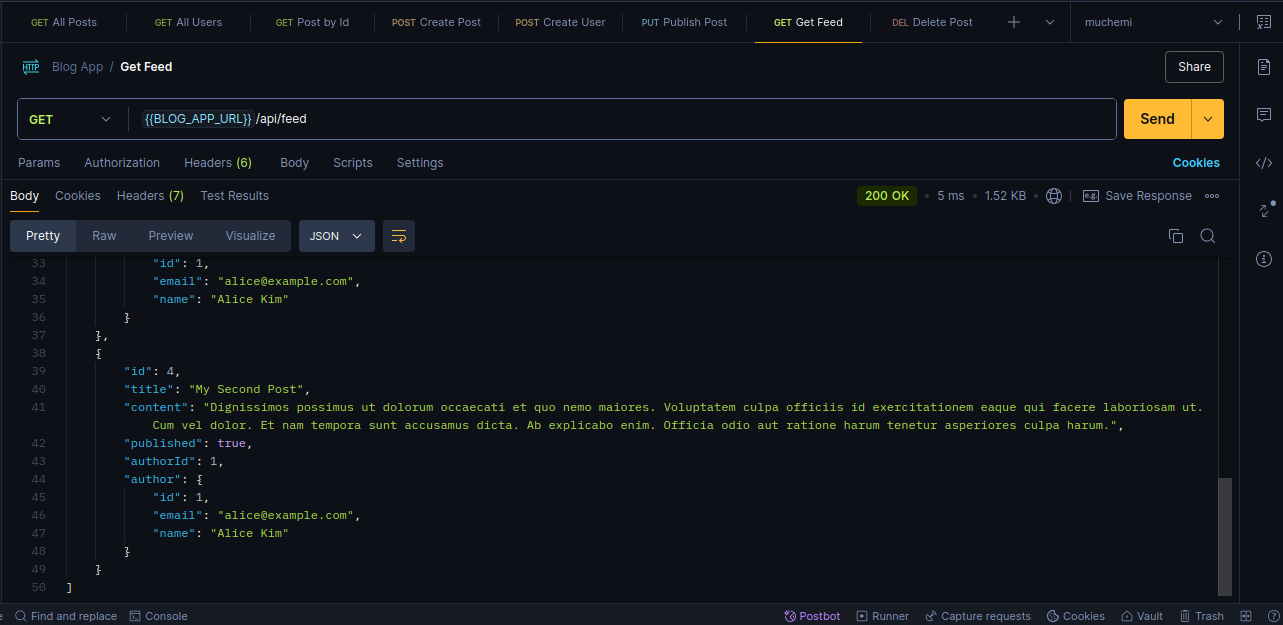 GET All Posts GET All Users GET Post by Id POST Create Post POST Create User PUT Publish Post GET Get Feed DEL Delete Post muchemi
HTTP Blog App / Get Feed Share
GET {{BLOG_APP_URL}} /api/feed Send
Params Authorization Headers (6) Body Scripts Settings Cookies
Body Cookies Headers (7) Test Results 200 OK • 5 ms • 1.52 KB • e.g. Save Response
Pretty Raw Preview Visualize JSON
33 "id": 1,
34 "email": "alice@example.com",
35 "name": "Alice Kim"
36 }
37 },
38 {
39 "id": 4,
40 "title": "My Second Post",
41 "content": "Dignissimos possimus ut dolorum occaecati et quo nemo maiores. Voluptatem culpa officiis id exercitationem eaque qui facere laboriosam ut.
Cum vel dolor. Et nam tempora sunt accusamus dicta. Ab explicabo enim. Officia odio aut ratione harum tenetur asperiores culpa harum.",
42 "published": true,
43 "authorId": 1,
44 "author": {
45 "id": 1,
46 "email": "alice@example.com",
47 "name": "Alice Kim"
48 }
49 }
50 ]
Find and replace Console Postbot Runner Capture requests Cookies Vault Trash